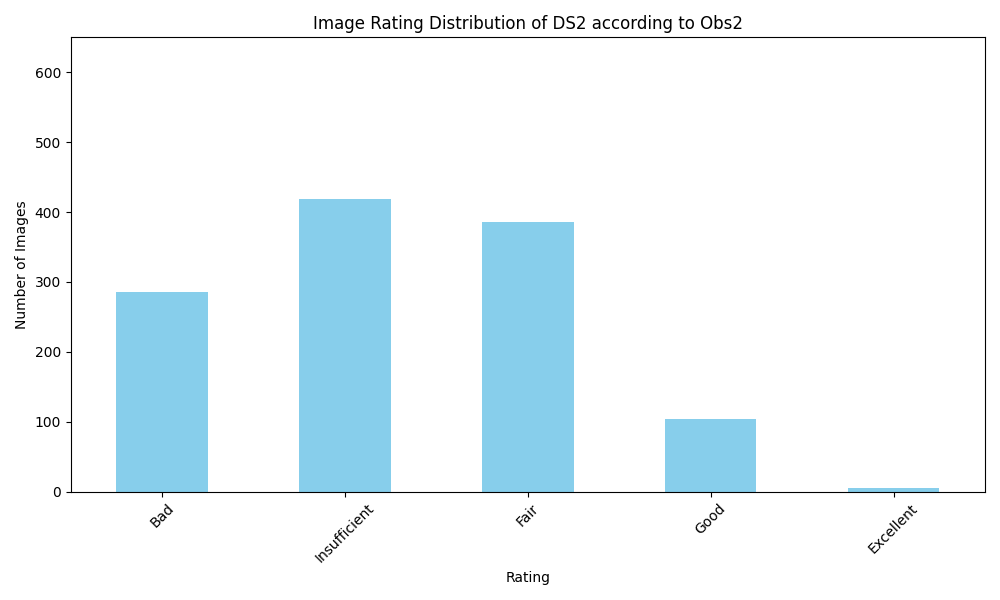 Image Rating Distribution of DS2 according to Obs2
Number of Images
600
500
400
300
200
100
0
Bad
Insufficient
Fair
Good
Excellent
Rating